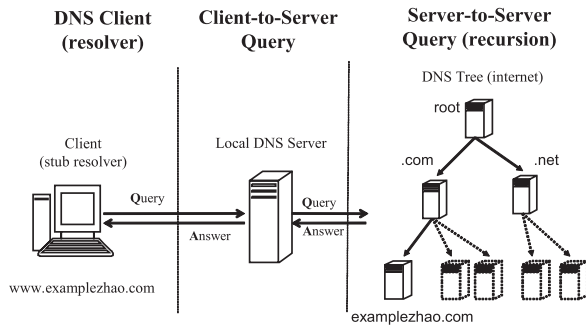 DNS Client
(resolver)
Client-to-Server
Query
Server-to-Server
Query (recursion)
DNS Tree (internet)
root
.com
.net
Client
(stub resolver)
Local DNS Server
Query
Answer
Query
Answer
www.examplezhao.com
examplezhao.com